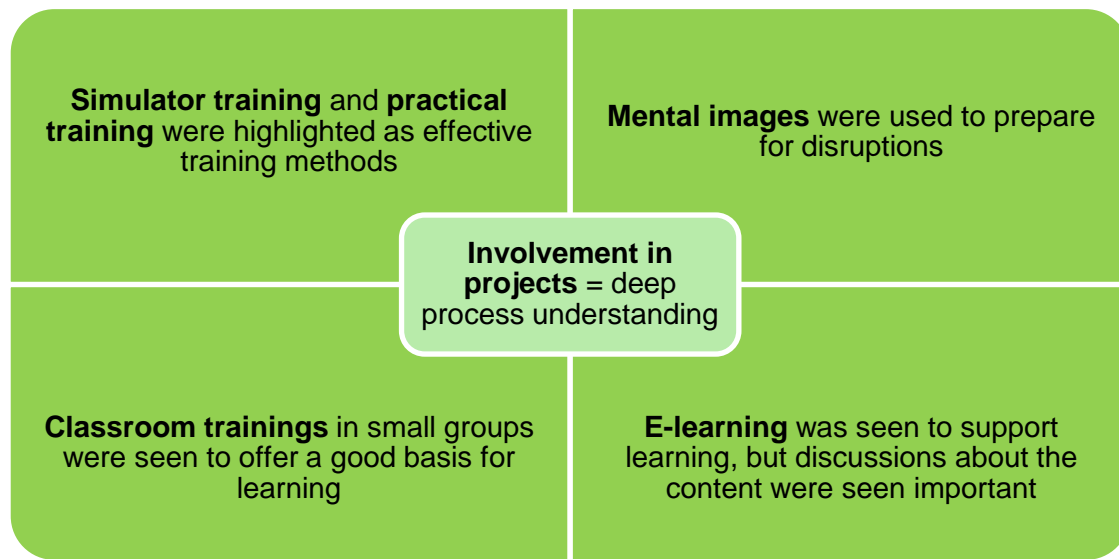 Simulator training and practical
training were highlighted as effective
training methods
Mental images were used to prepare
for disruptions
Involvement in
projects = deep
process understanding
Classroom trainings in small groups
were seen to offer a good basis for
learning
E-learning was seen to support
learning, but discussions about the
content were seen important